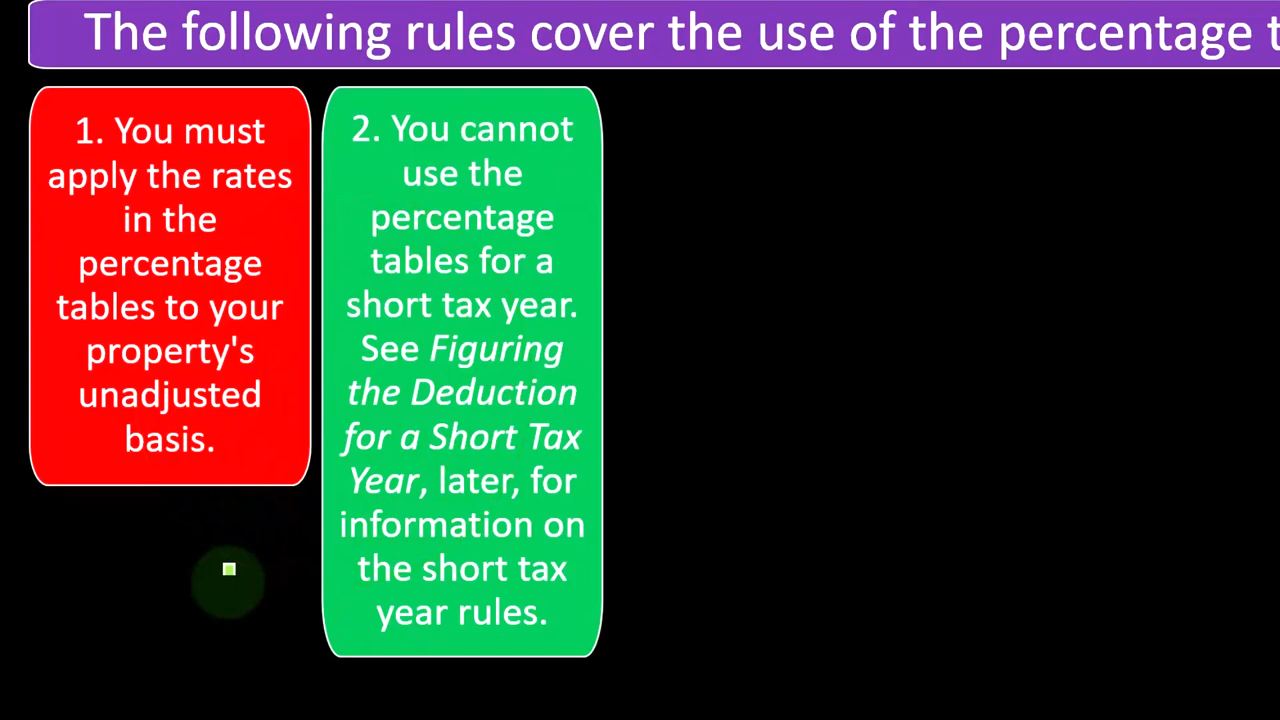 The following rules cover the use of the percentage t
1. You must
apply the rates
in the
percentage
tables to your
property's
unadjusted
basis.
2. You cannot
use the
percentage
tables for a
short tax year.
See Figuring
the Deduction
for a Short Tax
Year, later, for
information on
the short tax
year rules.